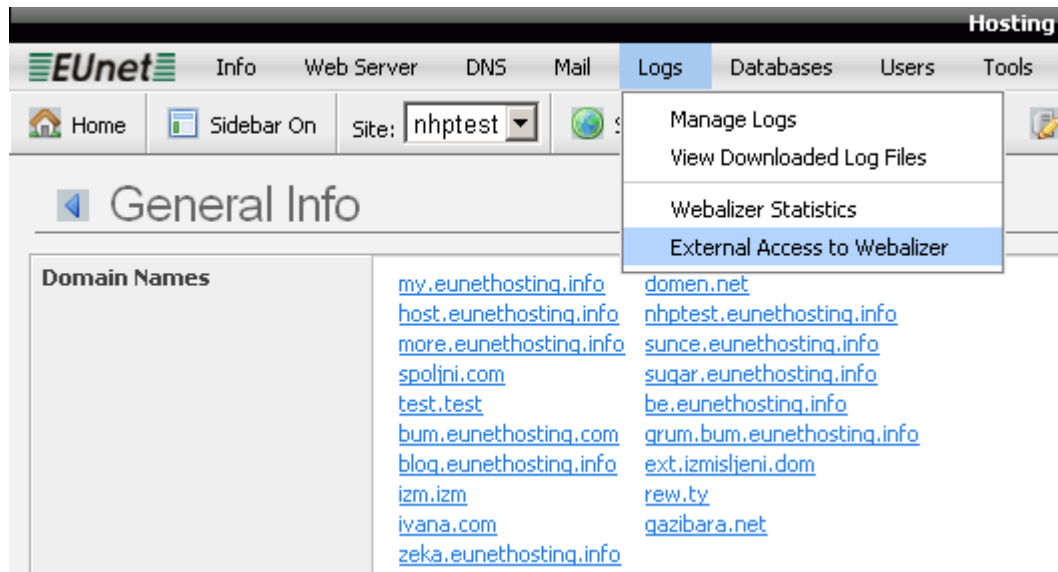 Hosting
EUnet Info Web Server DNS Mail Logs Databases Users Tools
Home Sidebar On Site: nhptest
Manage Logs
View Downloaded Log Files
Webalizer Statistics
External Access to Webalizer
General Info
Domain Names
my.eunethosting.info domen.net
host.eunethosting.info nhptest.eunethosting.info
more.eunethosting.info sunce.eunethosting.info
spoljni.com sugar.eunethosting.info
test.test be.eunethosting.info
bum.eunethosting.com grum.bum.eunethosting.info
blog.eunethosting.info ext.izmisljeni.dom
izm.izm rew.ty
ivana.com gazibara.net
zeka.eunethosting.info